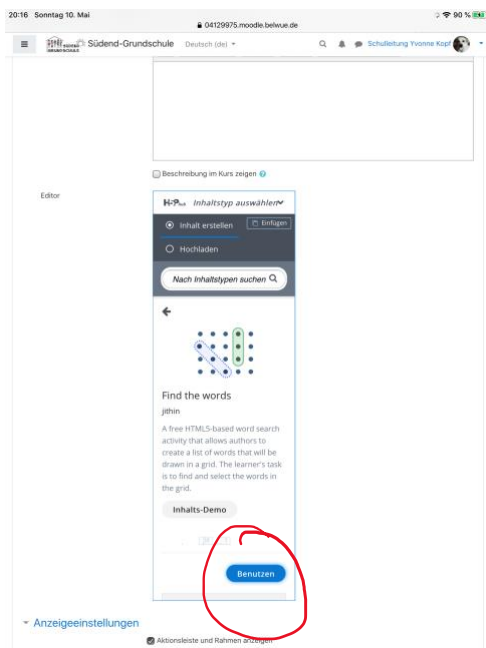 20:16 Sonntag 10. Mai
90 %
04129975.moodle.belwue.de
Südend-Grundschule Deutsch (de) Schulleitung Yvonne Kopf
Beschreibung im Kurs zeigen
Editor
H5P Inhaltstyp auswählen
Inhalt erstellen Einfügen
Hochladen
Nach Inhaltstypen suchen
Find the words
jithin
A free HTML5-based word search
activity that allows authors to
create a list of words that will be
drawn in a grid. The learner's task
is to find and select the words in
the grid.
Inhalts-Demo
Benutzen
Anzeigeeinstellungen
Aktionsleiste und Rahmen anzeigen